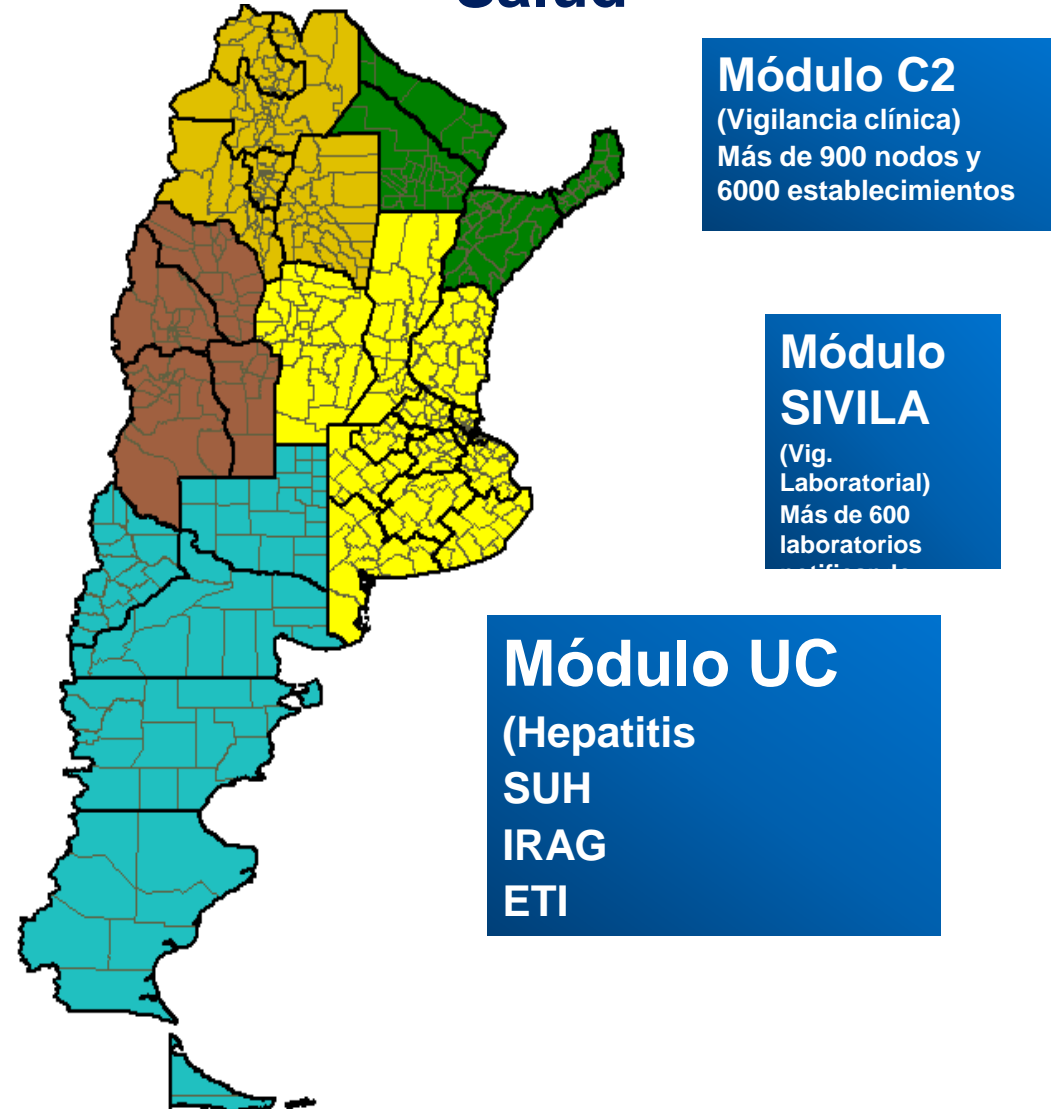 Salud
Módulo C2
(Vigilancia clínica)
Más de 900 nodos y
6000 establecimientos
Módulo
SIVILA
(Vig.
Laboratorial)
Más de 600
laboratorios
Módulo UC
(Hepatitis
SUH
IRAG
ETI